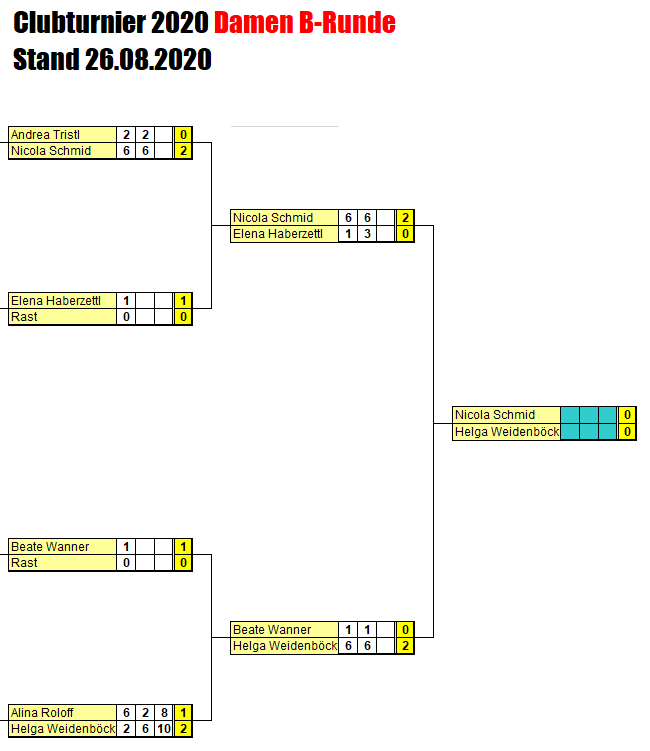 Clubturnier 2020 Damen B-Runde
Stand 26.08.2020
Andrea Tristl 2 2 0
Nicola Schmid 6 6 2
Nicola Schmid 6 6 2
Elena Haberzettl 1 3 0
Elena Haberzettl 1 1
Rast 0 0
Nicola Schmid 0
Helga Weidenböck 0
Beate Wanner 1 1
Rast 0 0
Beate Wanner 1 1 0
Helga Weidenböck 6 6 2
Alina Roloff 6 2 8 1
Helga Weidenböck 2 6 10 2